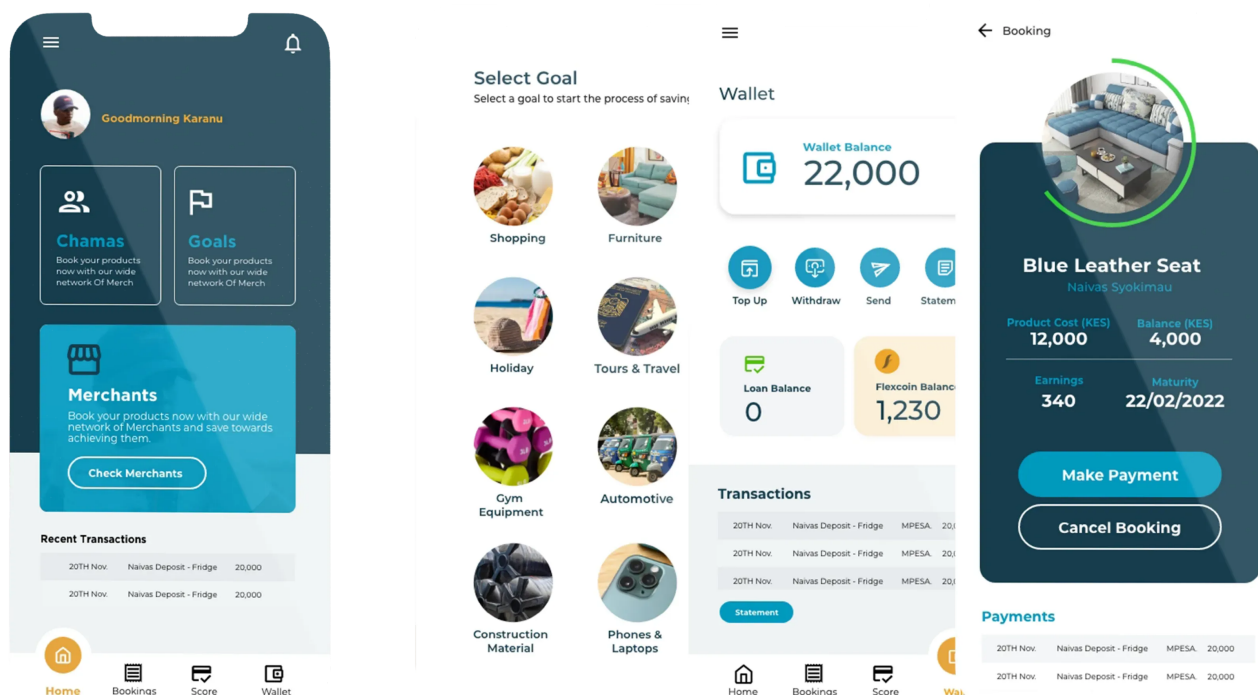 Goodmorning Karanu
Chamas
Book your products
now with our wide
network Of Merch
Goals
Book your products
now with our wide
network Of Merch
Merchants
Book your products now with our wide
network of Merchants and save towards
achieving them.
Check Merchants
Recent Transactions
20TH Nov. Naivas Deposit - Fridge 20,000
20TH Nov. Naivas Deposit - Fridge 20,000
Home Bookings Score Wallet
Select Goal
Select a goal to start the process of saving
Shopping Furniture
Holiday Tours & Travel
Gym
Equipment
Automotive
Construction
Material
Phones &
Laptops
Wallet
Wallet Balance
22,000
Top Up Withdraw Send Statem
Loan Balance
0
Flexcoin Balanc
1,230
Transactions
20TH Nov. Naivas Deposit - Fridge MPESA. 20,
20TH Nov. Naivas Deposit - Fridge MPESA. 20,
20TH Nov. Naivas Deposit - Fridge MPESA. 20,
Statement
Home Bookings Score Wal
Booking
Blue Leather Seat
Naivas Syokimau
Product Cost (KES) Balance (KES)
12,000 4,000
Earnings Maturity
340 22/02/2022
Make Payment
Cancel Booking
Payments
20TH Nov. Naivas Deposit - Fridge MPESA. 20,000
20TH Nov. Naivas Deposit - Fridge MPESA. 20,000